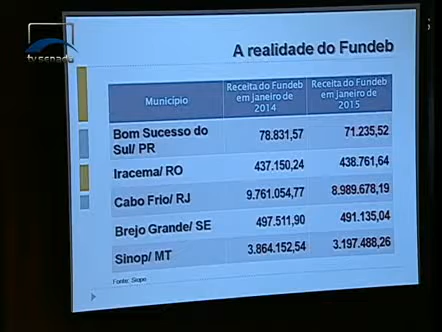 tv senado
A realidade do Fundeb
Município
Receita do Fundeb
em janeiro de
2014
Receita do Fundeb
em janeiro de
2015
Bom Sucesso do
Sul/ PR
78.831,57
71.235,52
Iracema/ RO
437.150,24
438.761,64
Cabo Frio/ RJ
9.761.054,77
8.989.678,19
Brejo Grande/ SE
497.511,90
491.135,04
Sinop/ MT
3.864.152,54
3.197.488,26
Fonte: Siope